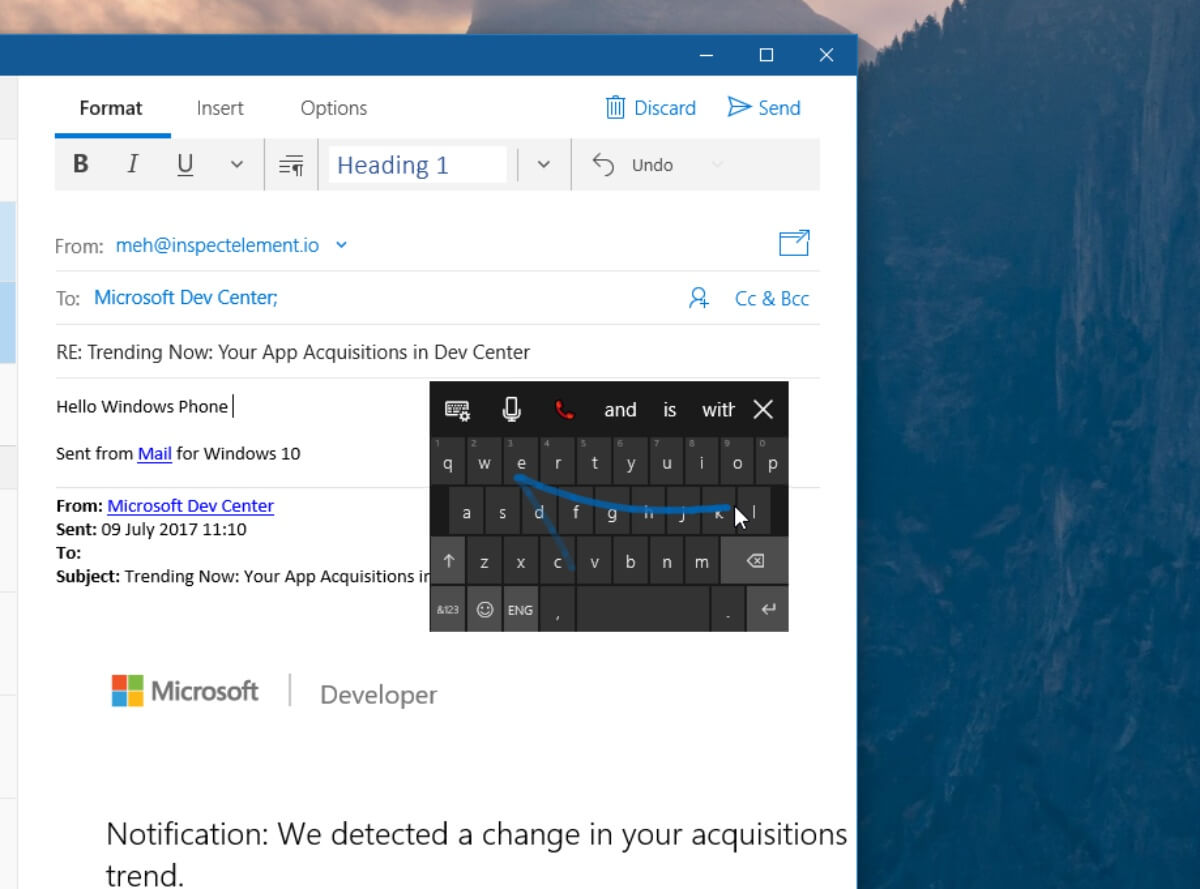 Format Insert Options Discard Send
B I U Heading 1 Undo
From: meh@inspectelement.io
To: Microsoft Dev Center; Cc & Bcc
RE: Trending Now: Your App Acquisitions in Dev Center
Hello Windows Phone
Sent from Mail for Windows 10
From: Microsoft Dev Center
Sent: 09 July 2017 11:10
To:
Subject: Trending Now: Your App Acquisitions in
and is with
1 2 3 4 5 6 7 8 9 0
q w e r t y u i o p
a s d f g h j k l
z x c v b n m
&123 ENG , .
Microsoft Developer
Notification: We detected a change in your acquisitions
trend.